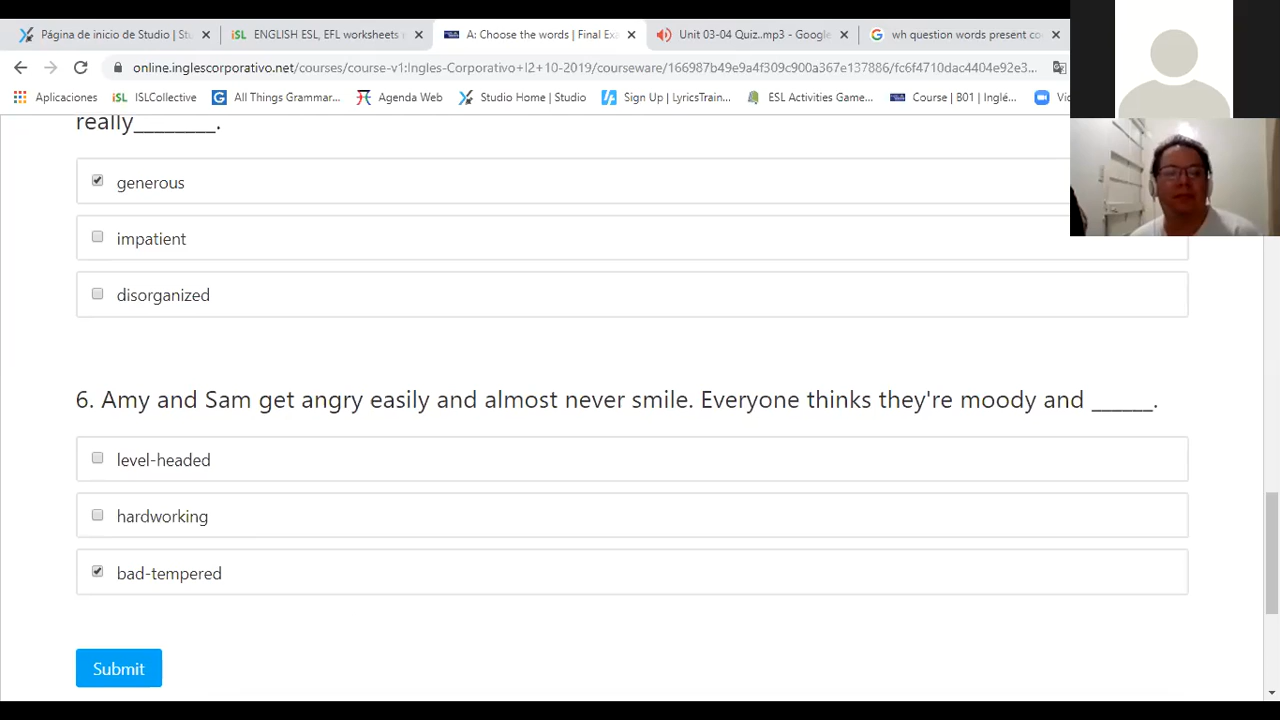 Página de inicio de Studio | St
ENGLISH ESL, EFL worksheets
A: Choose the words | Final Exa
Unit 03-04 Quiz..mp3 - Google
wh question words present co
online.inglescorporativo.net/courses/course-v1:Ingles-Corporativo+I2+10-2019/courseware/166987b49e9a4f309c900a367e137886/fc6f4710dac4404e92e3...
Aplicaciones
iSL ISLCollective
All Things Grammar...
Agenda Web
Studio Home | Studio
Sign Up | LyricsTrain...
ESL Activities Game...
Course | B01 | Inglé...
really________.
generous
impatient
disorganized
6. Amy and Sam get angry easily and almost never smile. Everyone thinks they're moody and ______.
level-headed
hardworking
bad-tempered
Submit